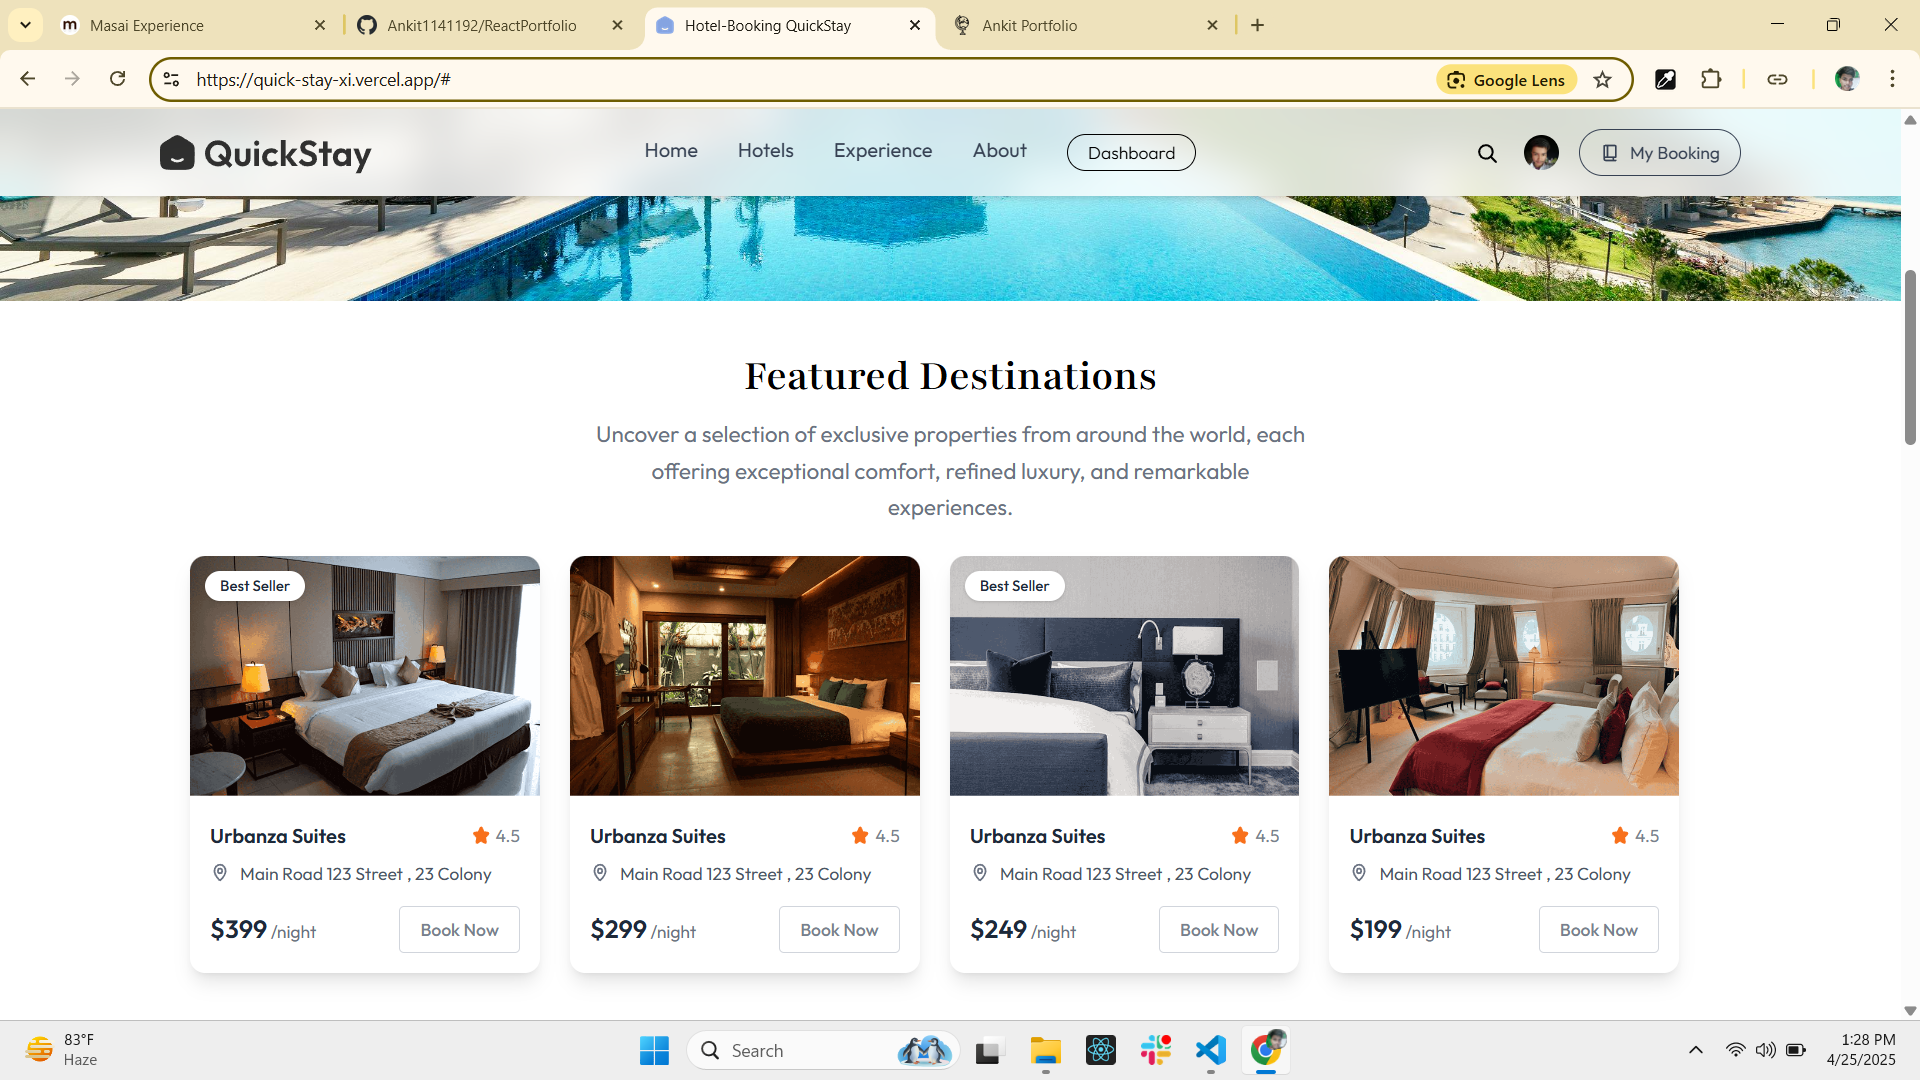 Masai Experience
Ankit1141192/ReactPortfolio
Hotel-Booking QuickStay
Ankit Portfolio
https://quick-stay-xi.vercel.app/#
Google Lens
QuickStay
Home
Hotels
Experience
About
Dashboard
My Booking
Featured Destinations
Uncover a selection of exclusive properties from around the world, each
offering exceptional comfort, refined luxury, and remarkable
experiences.
Best Seller
Best Seller
Urbanza Suites
4.5
Main Road 123 Street , 23 Colony
$399 /night
Book Now
Urbanza Suites
4.5
Main Road 123 Street , 23 Colony
$299 /night
Book Now
Urbanza Suites
4.5
Main Road 123 Street , 23 Colony
$249 /night
Book Now
Urbanza Suites
4.5
Main Road 123 Street , 23 Colony
$199 /night
Book Now
83°F
Haze
Search
1:28 PM
4/25/2025